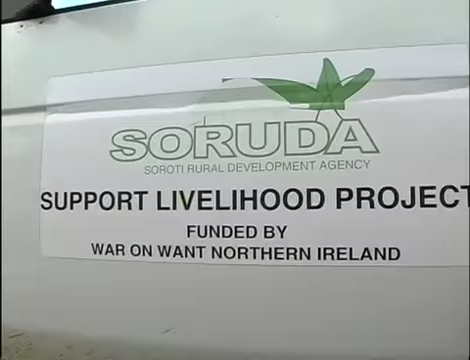 SORUDA
SOROTI RURAL DEVELOPMENT AGENCY
SUPPORT LIVELIHOOD PROJECT
FUNDED BY
WAR ON WANT NORTHERN IRELAND